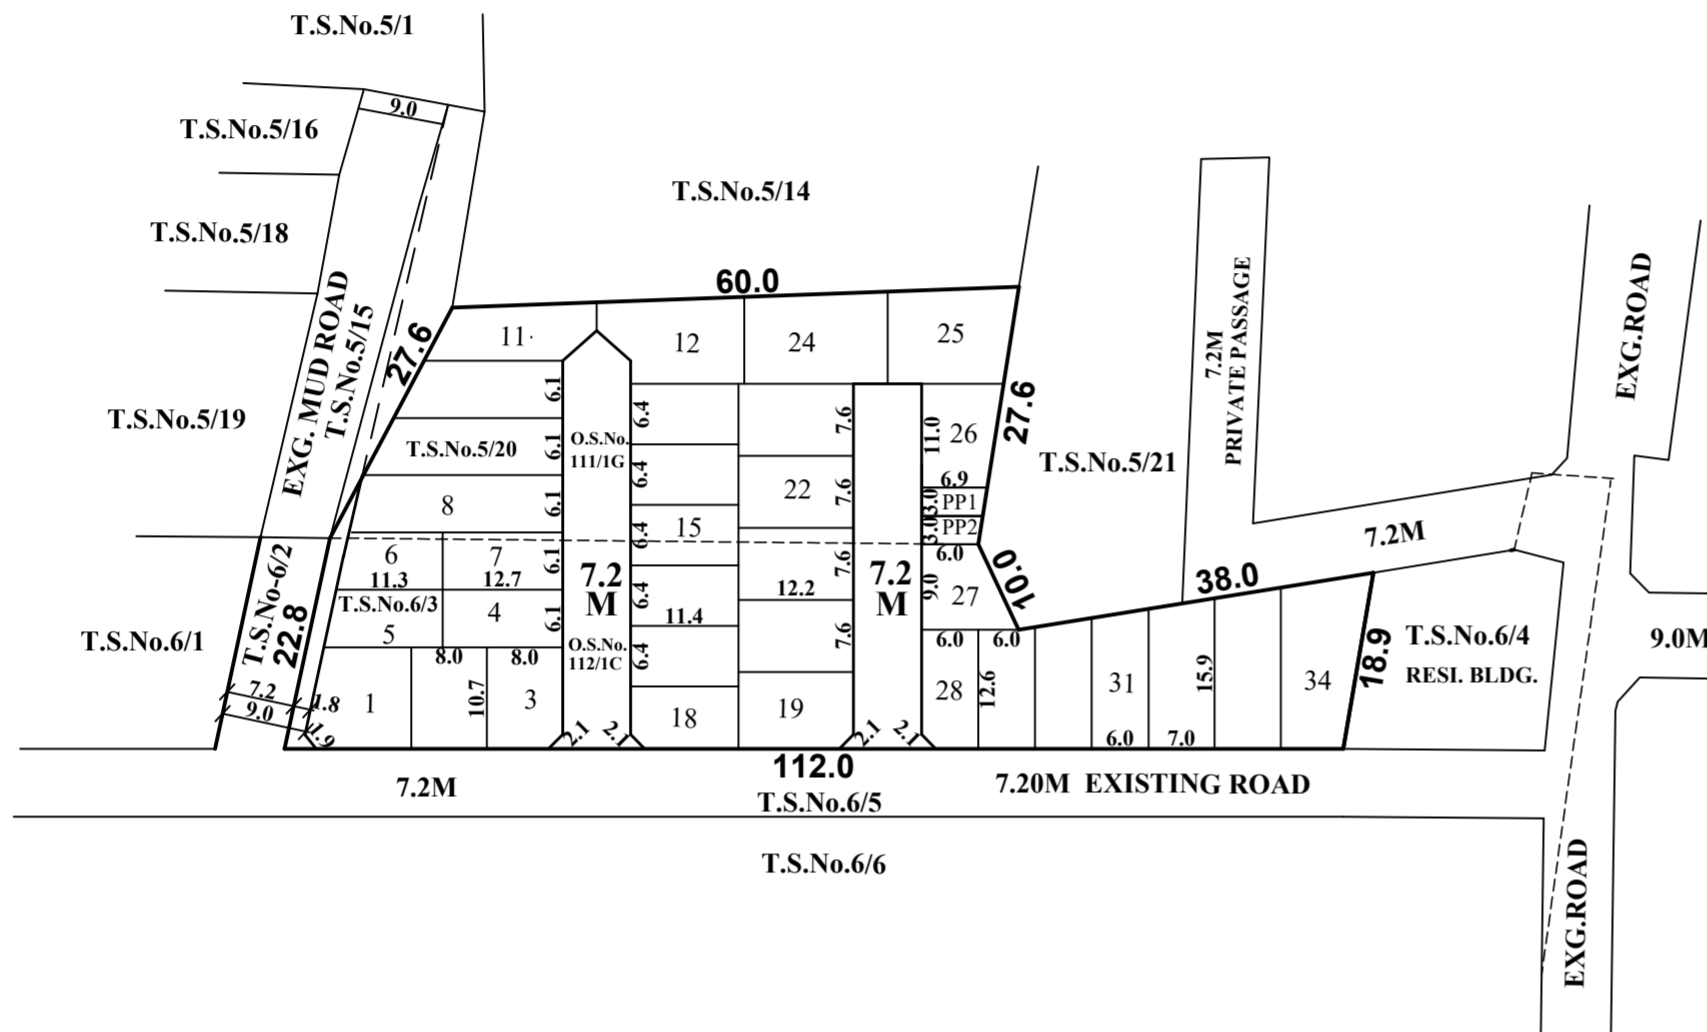 T.S.No.5/1
9.0
T.S.No.5/16
T.S.No.5/14
T.S.No.5/18
EXG. MUD ROAD
T.S.No.5/15
60.0
7.2M
PRIVATE PASSAGE
EXG.ROAD
27.6
11
12
24
25
T.S.No.5/19
6.1
6.4
7.6
11.0
26
27.6
O.S.No.
111/1G
T.S.No.5/20
6.1
6.4
22
7.6
6.9
T.S.No.5/21
8
6.1
15
6.4
3.0
PP1
3.0
PP2
7.2M
6
7
6.1
11.3
12.7
7.2
M
6.4
12.2
7.6
7.2
M
6.0
9.0
27
10.0
38.0
T.S.No-6/2
T.S.No.6/3
5
4
6.1
11.4
7.6
T.S.No.6/1
22.8
8.0
8.0
O.S.No.
112/1C
6.4
6.0
6.0
18.9
T.S.No.6/4
RESI. BLDG.
9.0M
7.2
9.0
1.8
1.9
1
10.7
3
18
19
28
12.6
31
15.9
34
2.1
2.1
2.1
2.1
6.0
7.0
112.0
7.2M
T.S.No.6/5
7.20M EXISTING ROAD
T.S.No.6/6
EXG.ROAD